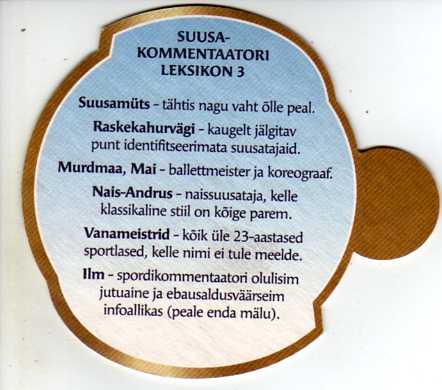 SUUSA-
KOMMENTAATORI
LEKSIKON 3
Suusamüts - tähtis nagu vaht õlle peal.
Raskekahurvägi - kaugelt jälgitav
punt identifitseerimata suusatajaid.
Murdmaa, Mai - ballettmeister ja koreograaf.
Nais-Andrus - naissuusataja, kelle
klassikaline stiil on kõige parem.
Vanameistrid - kõik üle 23-aastased
sportlased, kelle nimi ei tule meelde.
Ilm - spordikommentaatori olulisim
jutuaine ja ebausaldusväärseim
infoallikas (peale enda mälu).